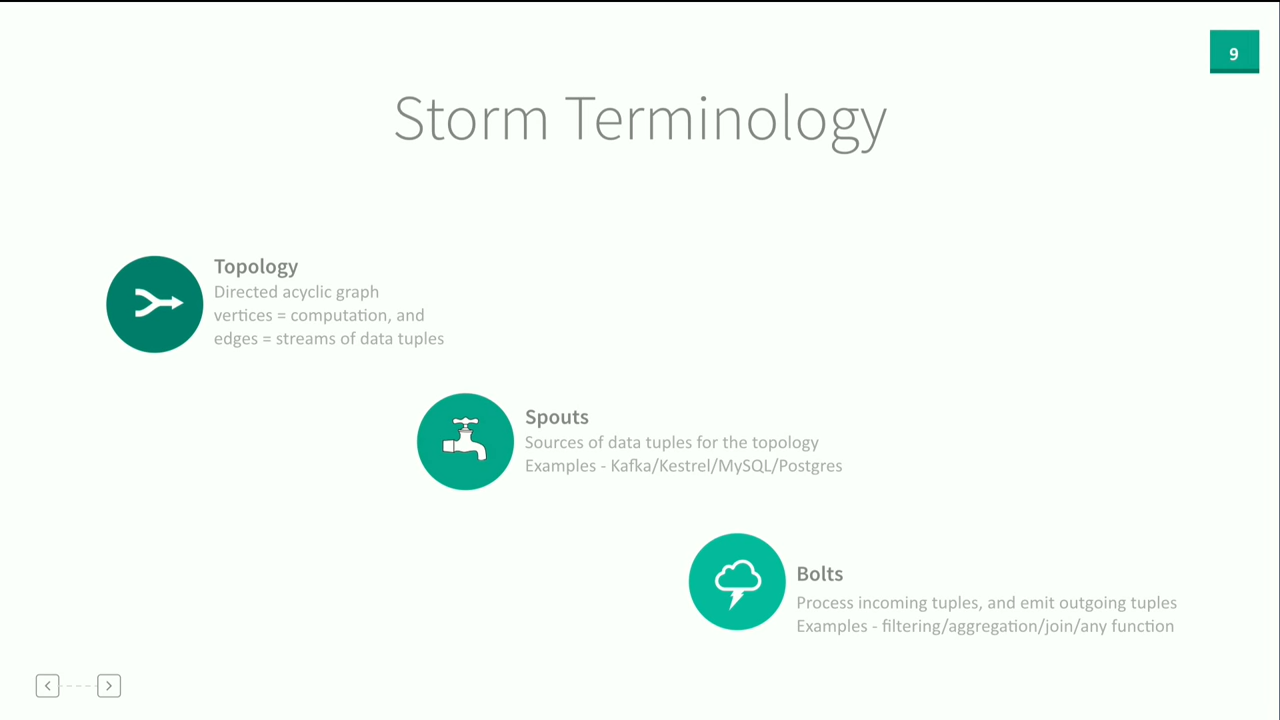 9
Storm Terminology
Topology
Directed acyclic graph
vertices = computation, and
edges = streams of data tuples
Spouts
Sources of data tuples for the topology
Examples - Kafka/Kestrel/MySQL/Postgres
Bolts
Process incoming tuples, and emit outgoing tuples
Examples - filtering/aggregation/join/any function